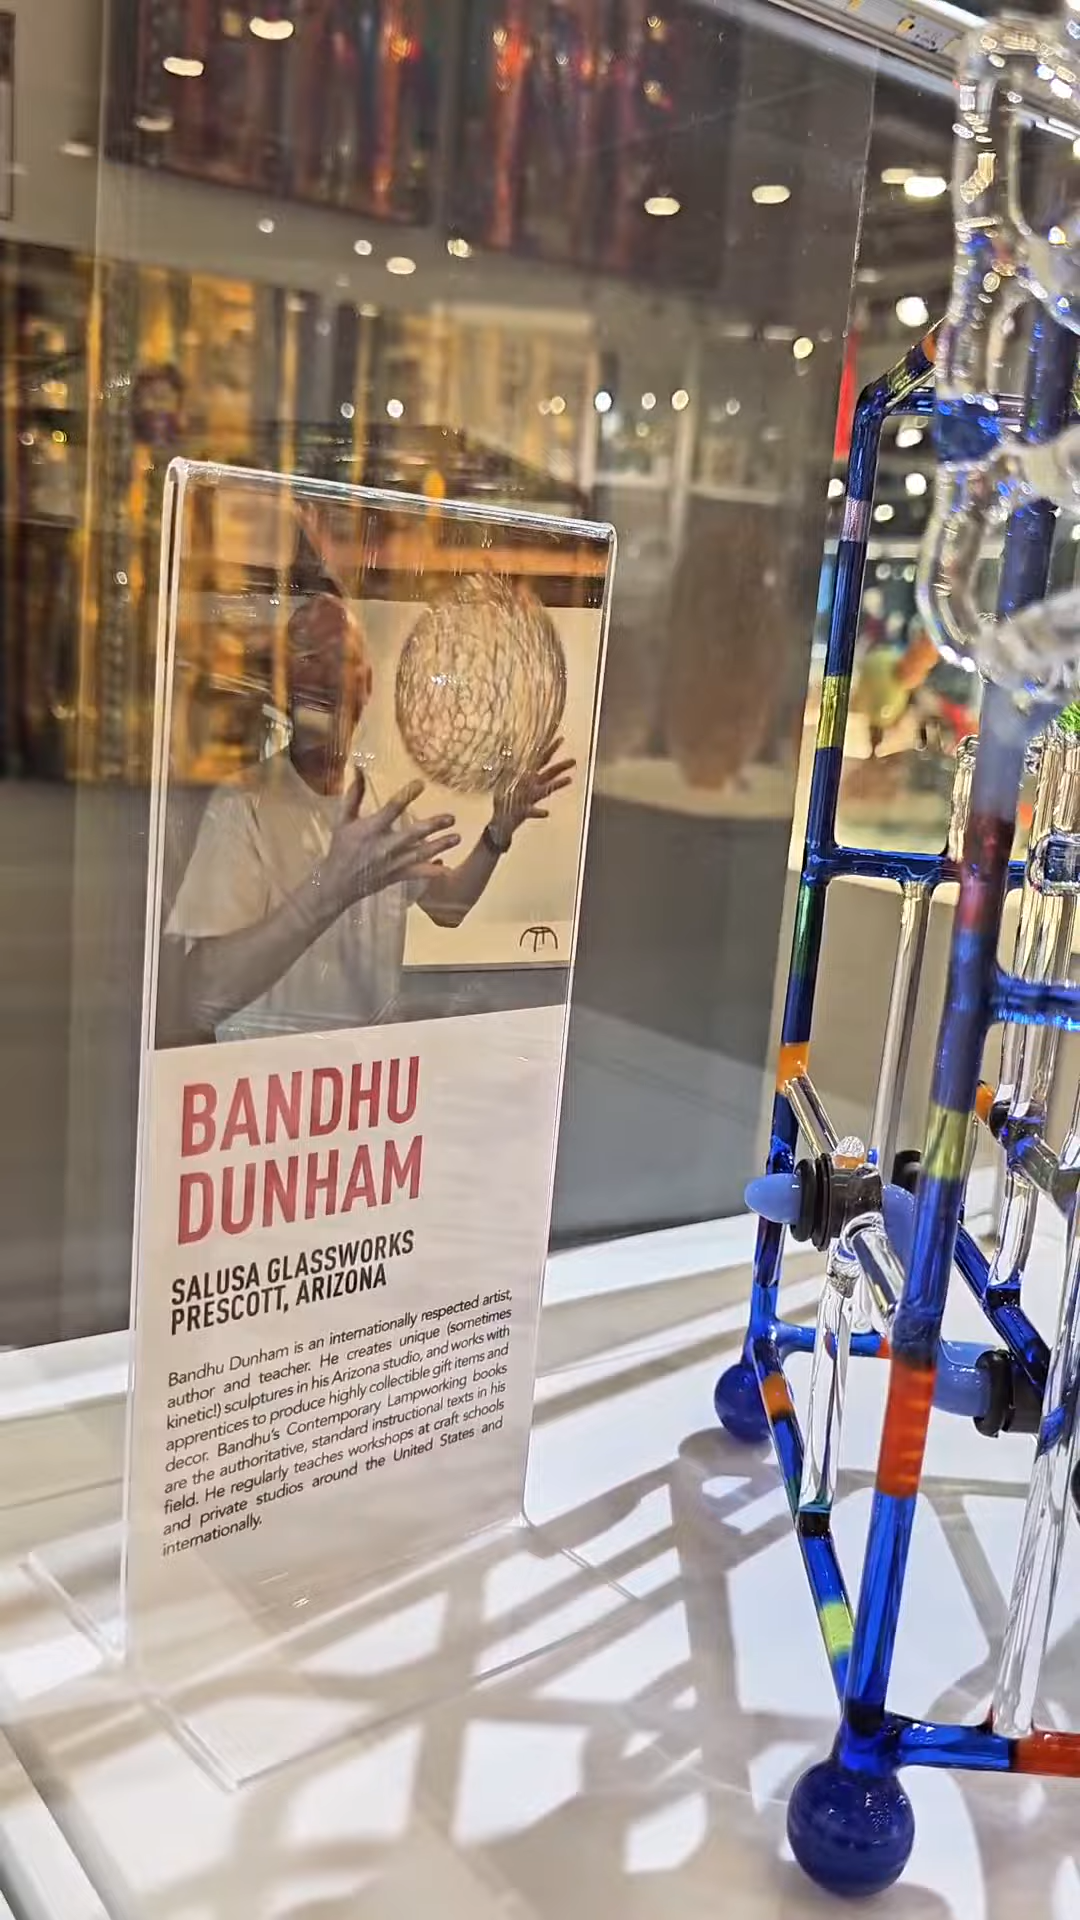 BANDHU
DUNHAM
SALUSA GLASSWORKS
PRESCOTT, ARIZONA
Bandhu Dunham is an internationally respected artist,
author and teacher. He creates unique (sometimes
kinetic!) sculptures in his Arizona studio, and works with
apprentices to produce highly collectible gift items and
decor. Bandhu's Contemporary Lampworking books
are the authoritative, standard instructional texts in his
field. He regularly teaches workshops at craft schools
and private studios around the United States and
internationally.